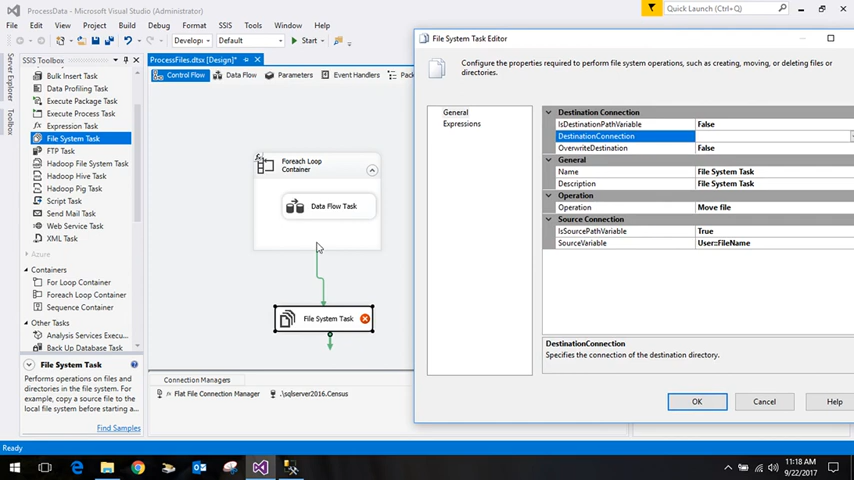 ProcessData - Microsoft Visual Studio (Administrator)
Quick Launch (Ctrl+Q)
File Edit View Project Build Debug Format SSIS Tools Window Help
Develop Default Start
SSIS Toolbox
ProcessFiles.dtsx [Design]*
Control Flow Data Flow Parameters Event Handlers Pack
Server Explorer
Toolbox
Bulk Insert Task
Data Profiling Task
Execute Package Task
Execute Process Task
Expression Task
File System Task
FTP Task
Hadoop File System Task
Hadoop Hive Task
Hadoop Pig Task
Script Task
Send Mail Task
Web Service Task
XML Task
Azure
Containers
For Loop Container
Foreach Loop Container
Sequence Container
Other Tasks
Analysis Services Execu...
Back Up Database Task
File System Task
Performs operations on files and
directories in the file system. For
example, copy a source file to the
local file system before starting a...
Find Samples
fx
Foreach Loop
Container
Data Flow Task
File System Task
Connection Managers
Flat File Connection Manager
.\sqlserver2016.Census
File System Task Editor
Configure the properties required to perform file system operations, such as creating, moving, or deleting files or
directories.
General
Expressions
Destination Connection
IsDestinationPathVariable False
DestinationConnection
OverwriteDestination False
General
Name File System Task
Description File System Task
Operation
Operation Move file
Source Connection
IsSourcePathVariable True
SourceVariable User::FileName
DestinationConnection
Specifies the connection of the destination directory.
OK Cancel Help
Ready
11:18 AM
9/22/2017